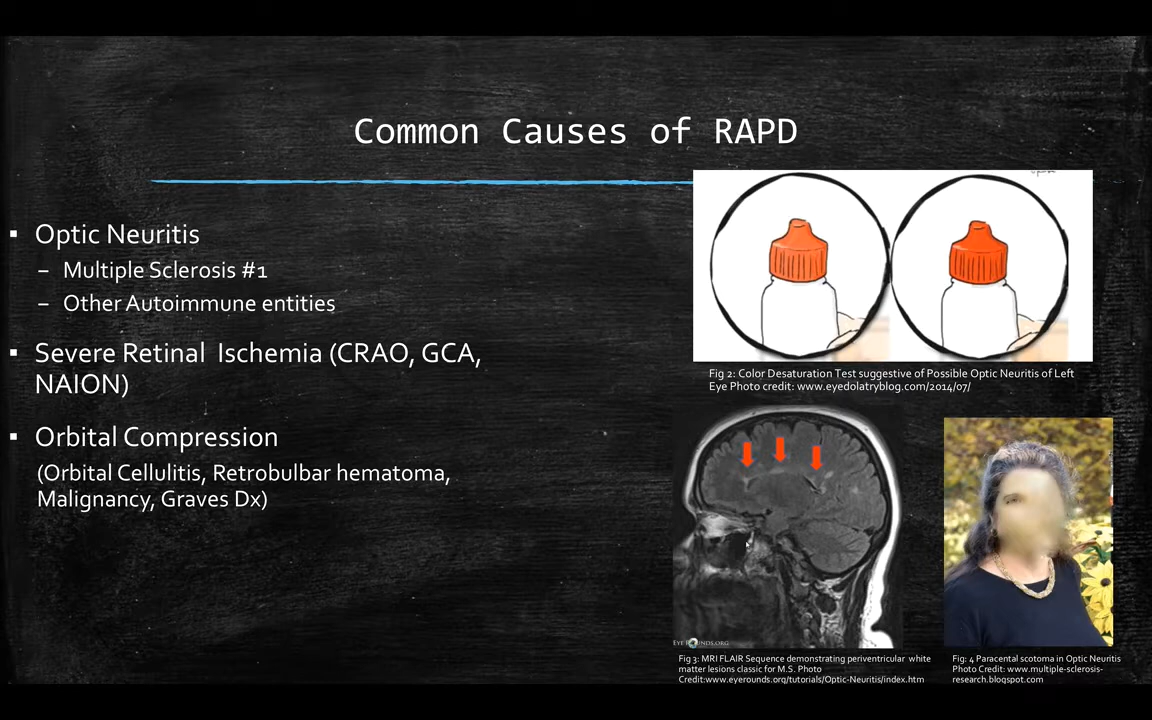 Common Causes of RAPD
▪ Optic Neuritis
– Multiple Sclerosis #1
– Other Autoimmune entities
▪ Severe Retinal Ischemia (CRAO, GCA,
NAION)
▪ Orbital Compression
(Orbital Cellulitis, Retrobulbar hematoma,
Malignancy, Graves Dx)
Fig 2: Color Desaturation Test suggestive of Possible Optic Neuritis of Left
Eye Photo credit: www.eyedolatryblog.com/2014/07/
EYEROUNDS.ORG
Fig 3: MRI FLAIR Sequence demonstrating periventricular white
matter lesions classic for M.S. Photo
Credit:www.eyerounds.org/tutorials/Optic-Neuritis/index.htm
Fig: 4 Paracental scotoma in Optic Neuritis
Photo Credit: www.multiple-sclerosis-
research.blogspot.com